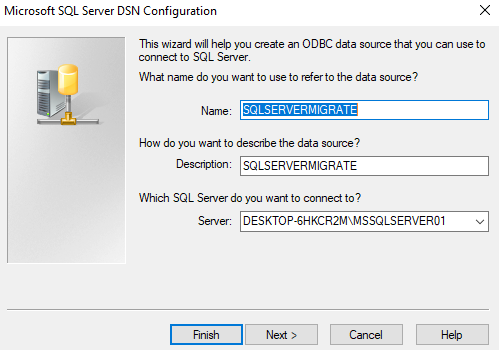 Microsoft SQL Server DSN Configuration
This wizard will help you create an ODBC data source that you can use to
connect to SQL Server.
What name do you want to use to refer to the data source?
Name: SQLSERVERMIGRATE
How do you want to describe the data source?
Description: SQLSERVERMIGRATE
Which SQL Server do you want to connect to?
Server: DESKTOP-6HKCR2M\MSSQLSERVER01
Finish Next > Cancel Help